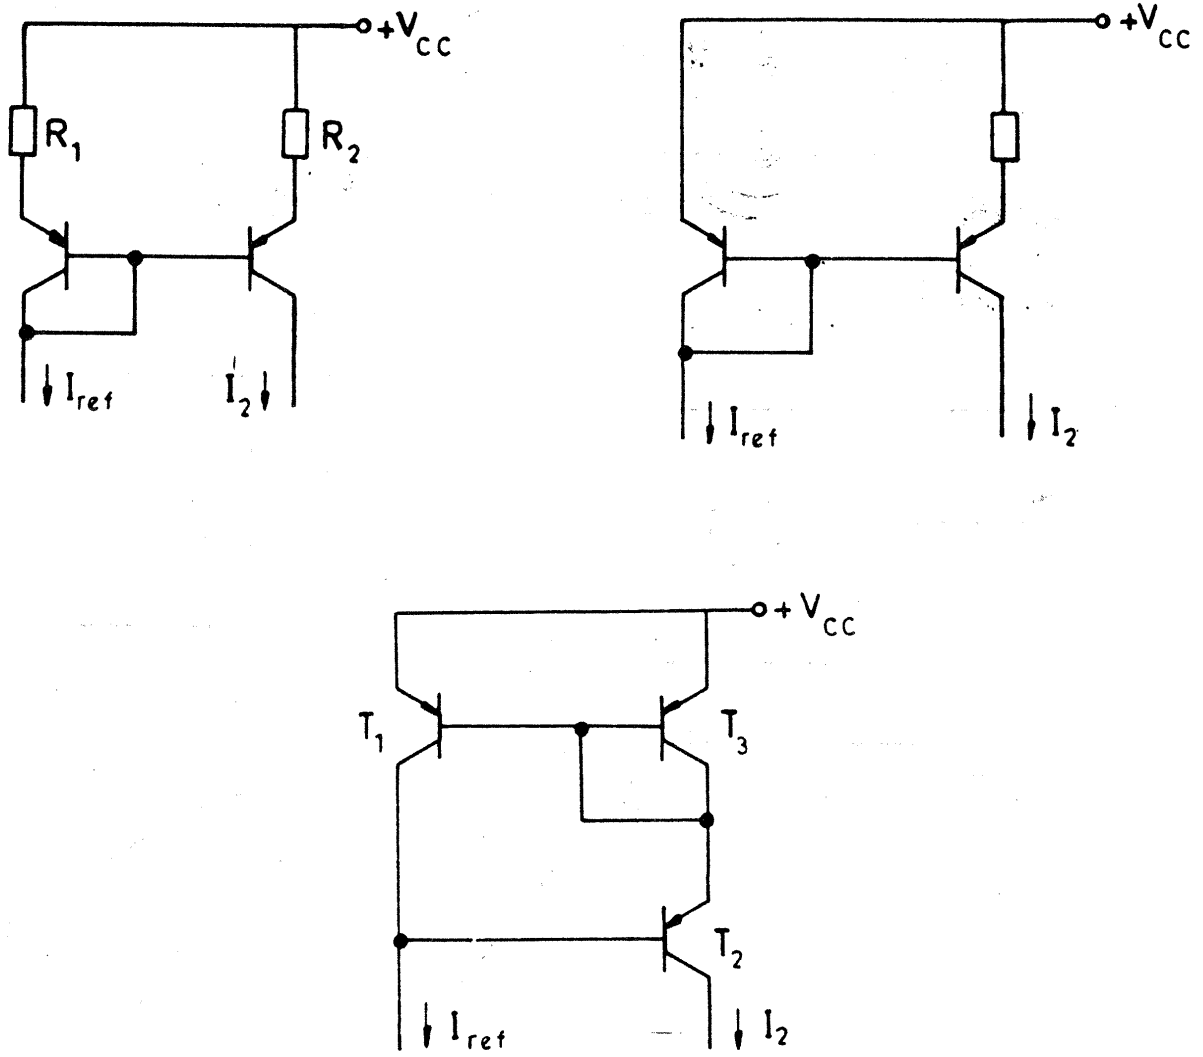 +VCC
+VCC
R1
R2
Iref
I2
Iref
I2
+VCC
T1
T3
T2
Iref
I2